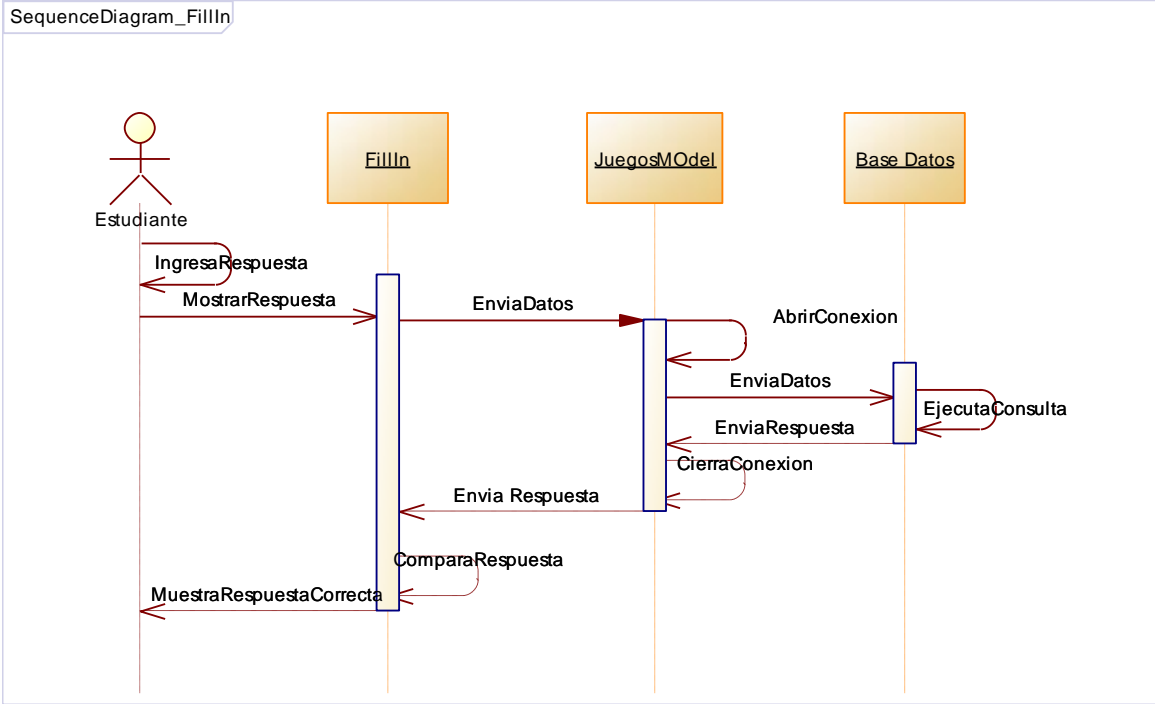 SequenceDiagram_FillIn
FillIn
JuegosMOdel
Base Datos
Estudiante
IngresaRespuesta
MostrarRespuesta
EnviaDatos
AbrirConexion
EnviaDatos
EjecutaConsulta
EnviaRespuesta
CierraConexion
Envia Respuesta
ComparaRespuesta
MuestraRespuestaCorrecta